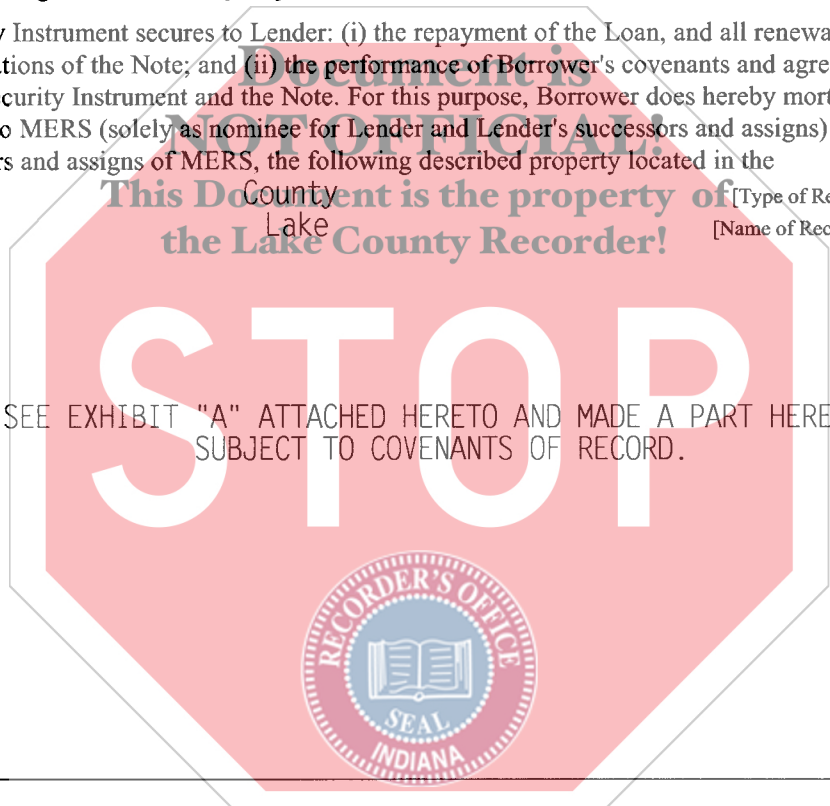 y Instrument secures to Lender: (i) the repayment of the Loan, and all renewa
tions of the Note; and (ii) the performance of Borrower's covenants and agre
curity Instrument and the Note. For this purpose, Borrower does hereby mort
o MERS (solely as nominee for Lender and Lender's successors and assigns)
rs and assigns of MERS, the following described property located in the
County [Type of Re
Lake [Name of Rec
Document is
NOT OFFICIAL!
This Document is the property of
the Lake County Recorder!
STOP
SEE EXHIBIT "A" ATTACHED HERETO AND MADE A PART HERE
SUBJECT TO COVENANTS OF RECORD.
RECORDER'S OFFICE
SEAL
INDIANA